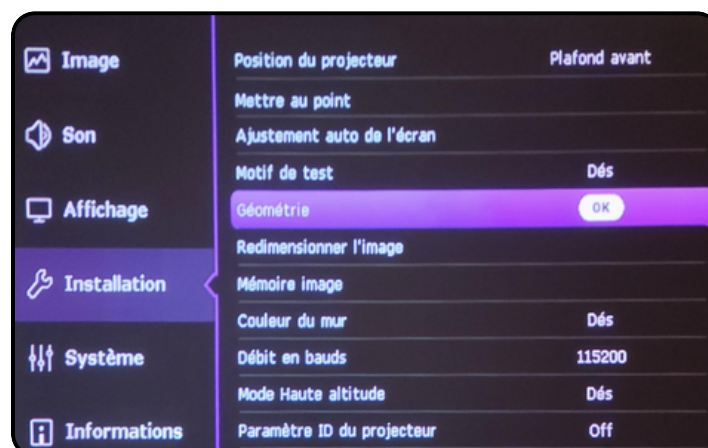 Image
Son
Affichage
Installation
Système
Informations
Position du projecteur Plafond avant
Mettre au point
Ajustement auto de l'écran
Motif de test Dés
Géométrie OK
Redimensionner l'image
Mémoire image
Couleur du mur Dés
Débit en bauds 115200
Mode Haute altitude Dés
Paramètre ID du projecteur Off